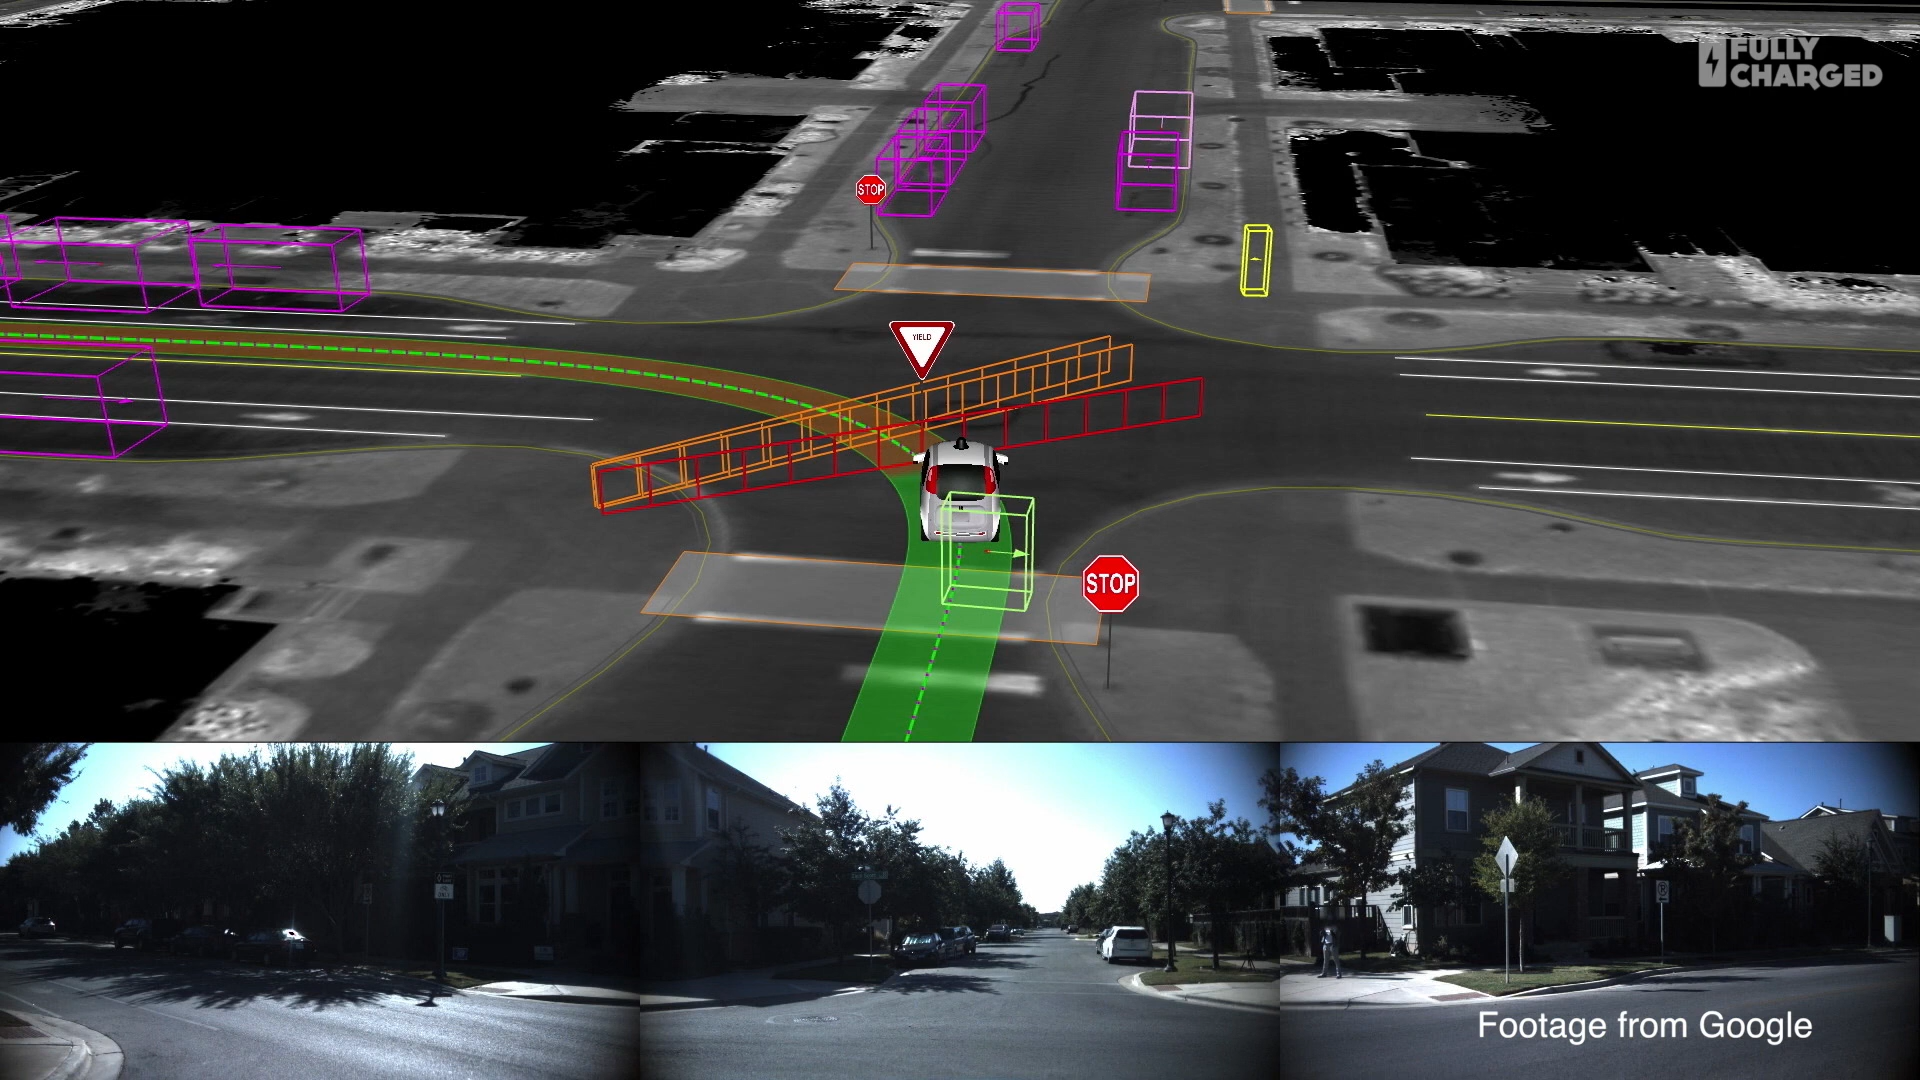 FULLY
CHARGED
STOP
YIELD
STOP
Footage from Google